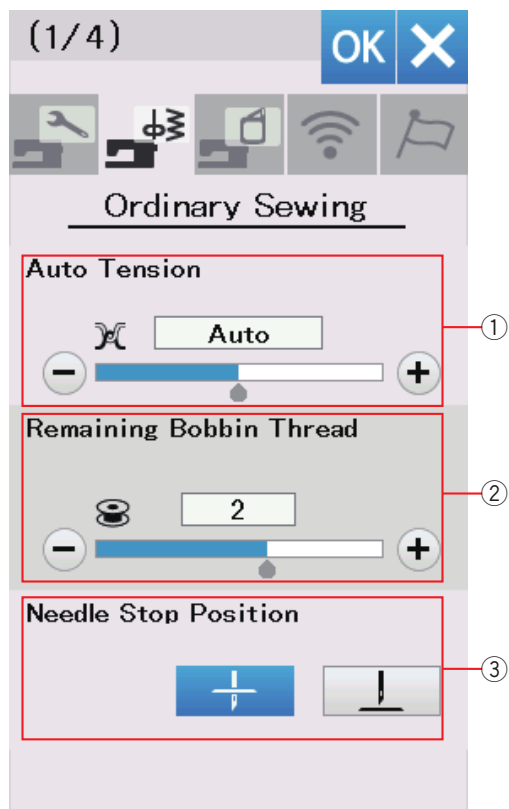 (1/4)
OK
Ordinary Sewing
Auto Tension
Auto
①
Remaining Bobbin Thread
2
②
Needle Stop Position
③